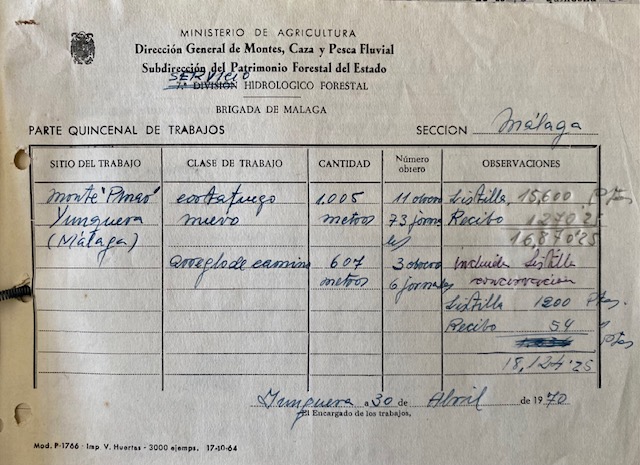 MINISTERIO DE AGRICULTURA
Dirección General de Montes, Caza y Pesca Fluvial
Subdirección del Patrimonio Forestal del Estado
SERVICIO
7.ª DIVISIÓN HIDROLOGICO FORESTAL
BRIGADA DE MALAGA
PARTE QUINCENAL DE TRABAJOS SECCION Málaga
SITIO DEL TRABAJO CLASE DE TRABAJO CANTIDAD Número obrero OBSERVACIONES
Monte "Pinar" cortafuego 1.005 11 obreros Listilla, 15,600 Ptas
Yunquera nuevo metros 73 jorna Recibo 1270'25
(Málaga) les 16,870'25
arreglo de camino 607 3 obreros incluida Listilla
metros 6 jornales conservación
Listilla 1200 Ptas.
Recibo 54 "
Ptas
18,124'25
Yunquera a 30 de Abril de 1970
El Encargado de los trabajos,
Mod. P-1766 - Imp V. Huertas - 3000 ejemps. 17-10-64